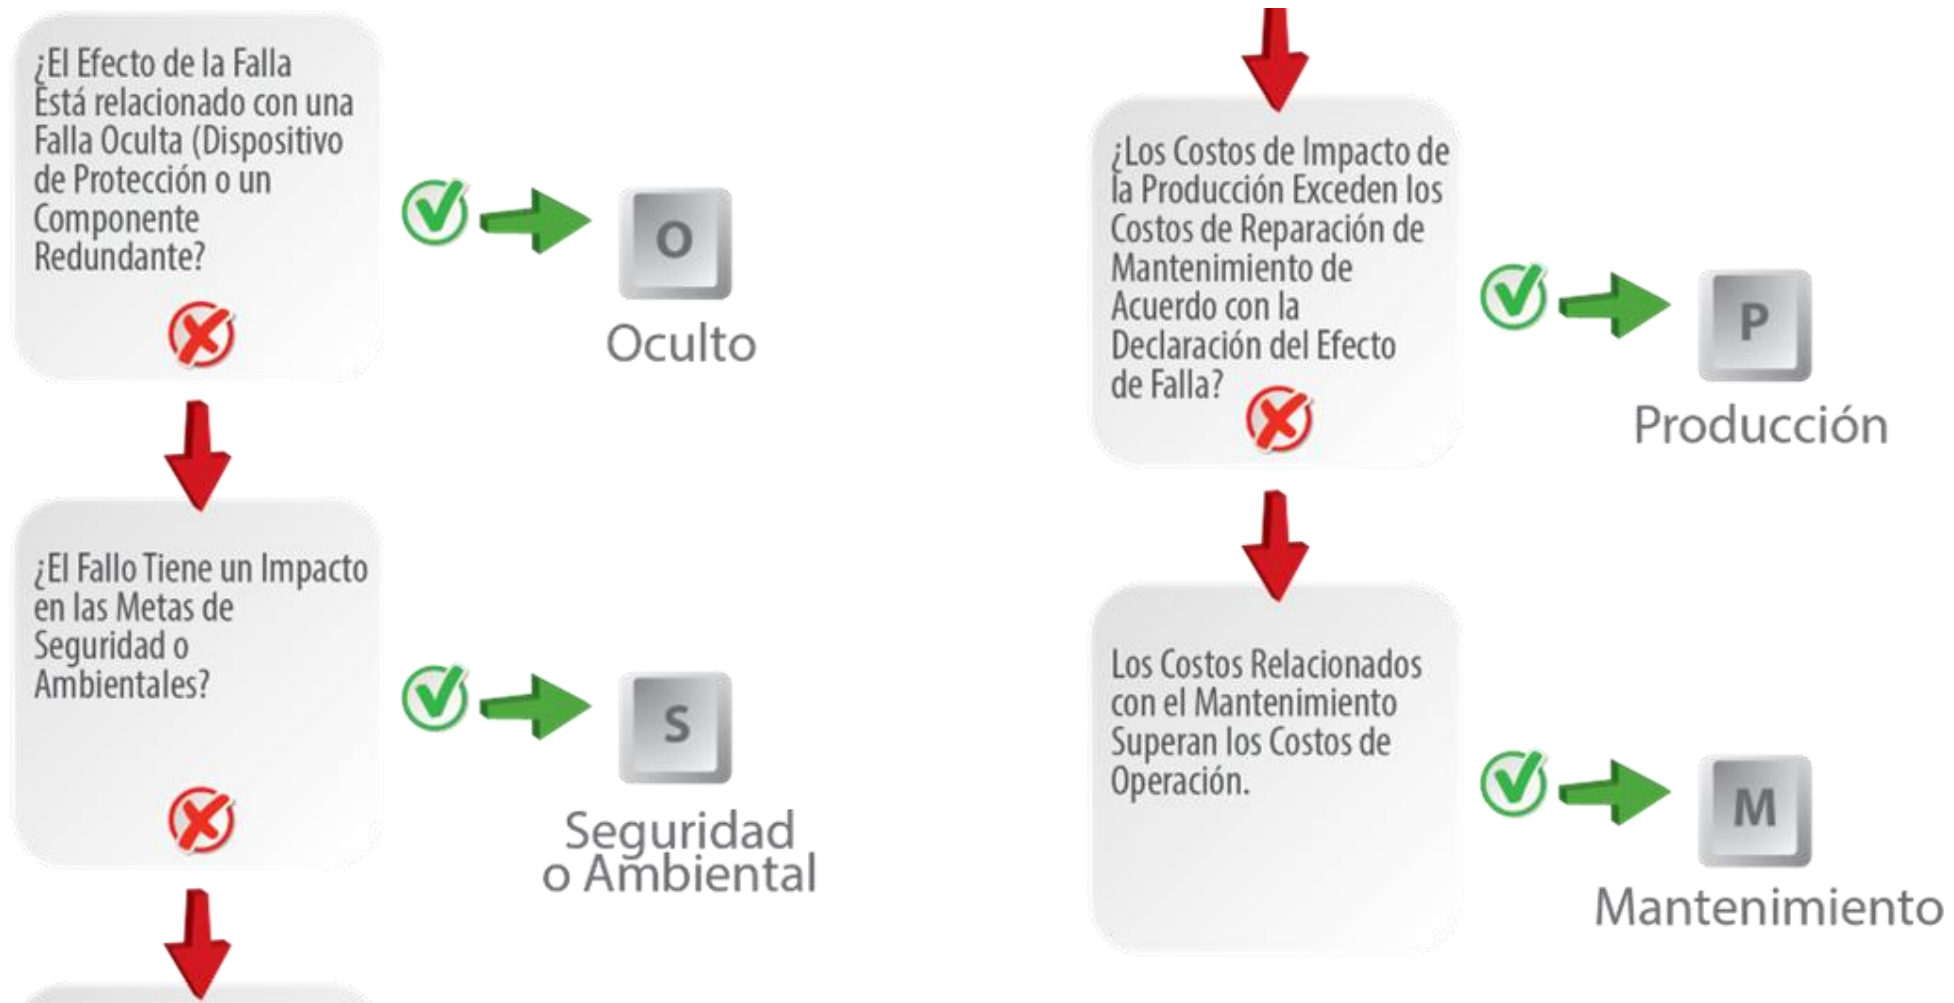 ¿El Efecto de la Falla
Está relacionado con una
Falla Oculta (Dispositivo
de Protección o un
Componente
Redundante?
O
Oculto
¿El Fallo Tiene un Impacto
en las Metas de
Seguridad o
Ambientales?
S
Seguridad
o Ambiental
¿Los Costos de Impacto de
la Producción Exceden los
Costos de Reparación de
Mantenimiento de
Acuerdo con la
Declaración del Efecto
de Falla?
P
Producción
Los Costos Relacionados
con el Mantenimiento
Superan los Costos de
Operación.
M
Mantenimiento